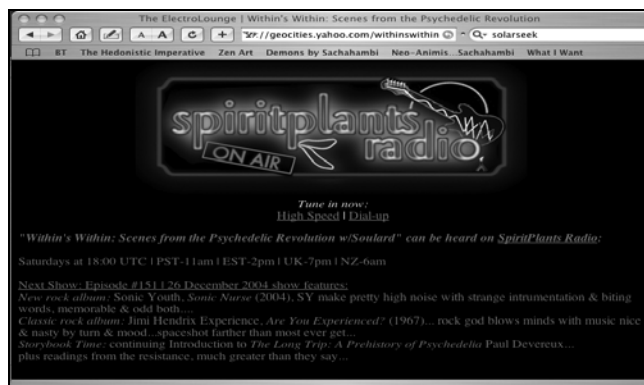 The ElectroLounge | Within's Within: Scenes from the Psychedelic Revolution
://geocities.yahoo.com/withinswithin
solarseek
A A
BT The Hedonistic Imperative Zen Art Demons by Sachahambi Neo-Animis...Sachahambi What I Want
spiritplants
radio
ON AIR
Tune in now:
High Speed | Dial-up
"Within's Within: Scenes from the Psychedelic Revolution w/Soulard" can be heard on SpiritPlants Radio:
Saturdays at 18:00 UTC | PST-11am | EST-2pm | UK-7pm | NZ-6am
Next Show: Episode #151 | 26 December 2004 show features:
New rock album: Sonic Youth, Sonic Nurse (2004), SY make pretty high noise with strange intrumentation & biting
words, memorable & odd both....
Classic rock album: Jimi Hendrix Experience, Are You Experienced? (1967)... rock god blows minds with music nice
& nasty by turn & mood...spaceshot farther than most ever get...
Storybook Time: continuing Introduction to The Long Trip: A Prehistory of Psychedelia Paul Devereux...
plus readings from the resistance, much greater than they say...